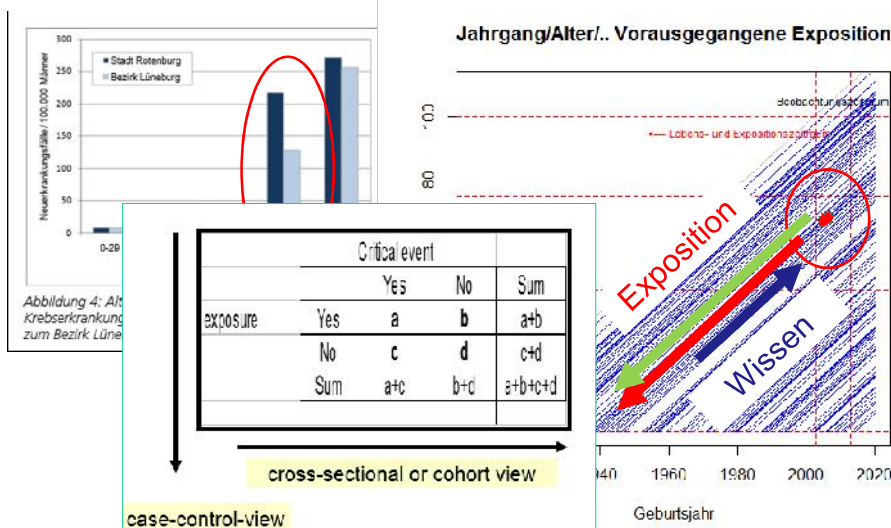 Neuerkrankungsfälle / 100.000 Männer
300
250
200
150
100
50
0
Stadt Rotenburg
Bezirk Lüneburg
0-29
Abbildung 4: Alt
Krebserkrankung
zum Bezirk Lüne
Jahrgang/Alter/.. Vorausgegangene Exposition
100
80
Lebens- und Expositionszeit
Exposition
Wissen
940
1960
1980
2000
2020
Geburtsjahr
Critical event
Yes No Sum
exposure Yes a b a+b
No c d c+d
Sum a+c b+d a+b+c+d
cross-sectional or cohort view
case-control-view